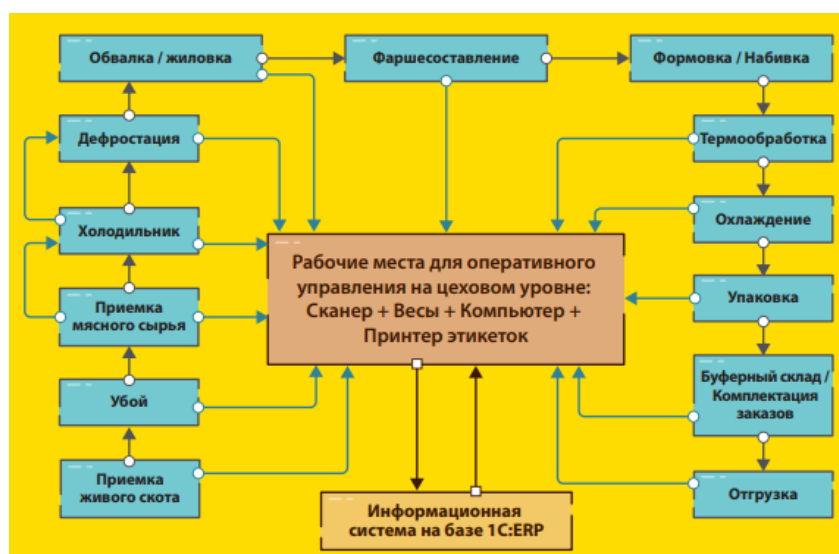 Обвалка / жиловка
Фаршесоставление
Формовка / Набивка
Дефростация
Термообработка
Холодильник
Охлаждение
Рабочие места для оперативного
управления на цеховом уровне:
Сканер + Весы + Компьютер +
Принтер этикеток
Приемка
мясного сырья
Упаковка
Убой
Буферный склад /
Комплектация
заказов
Приемка
живого скота
Отгрузка
Информационная
система на базе 1С:ERP